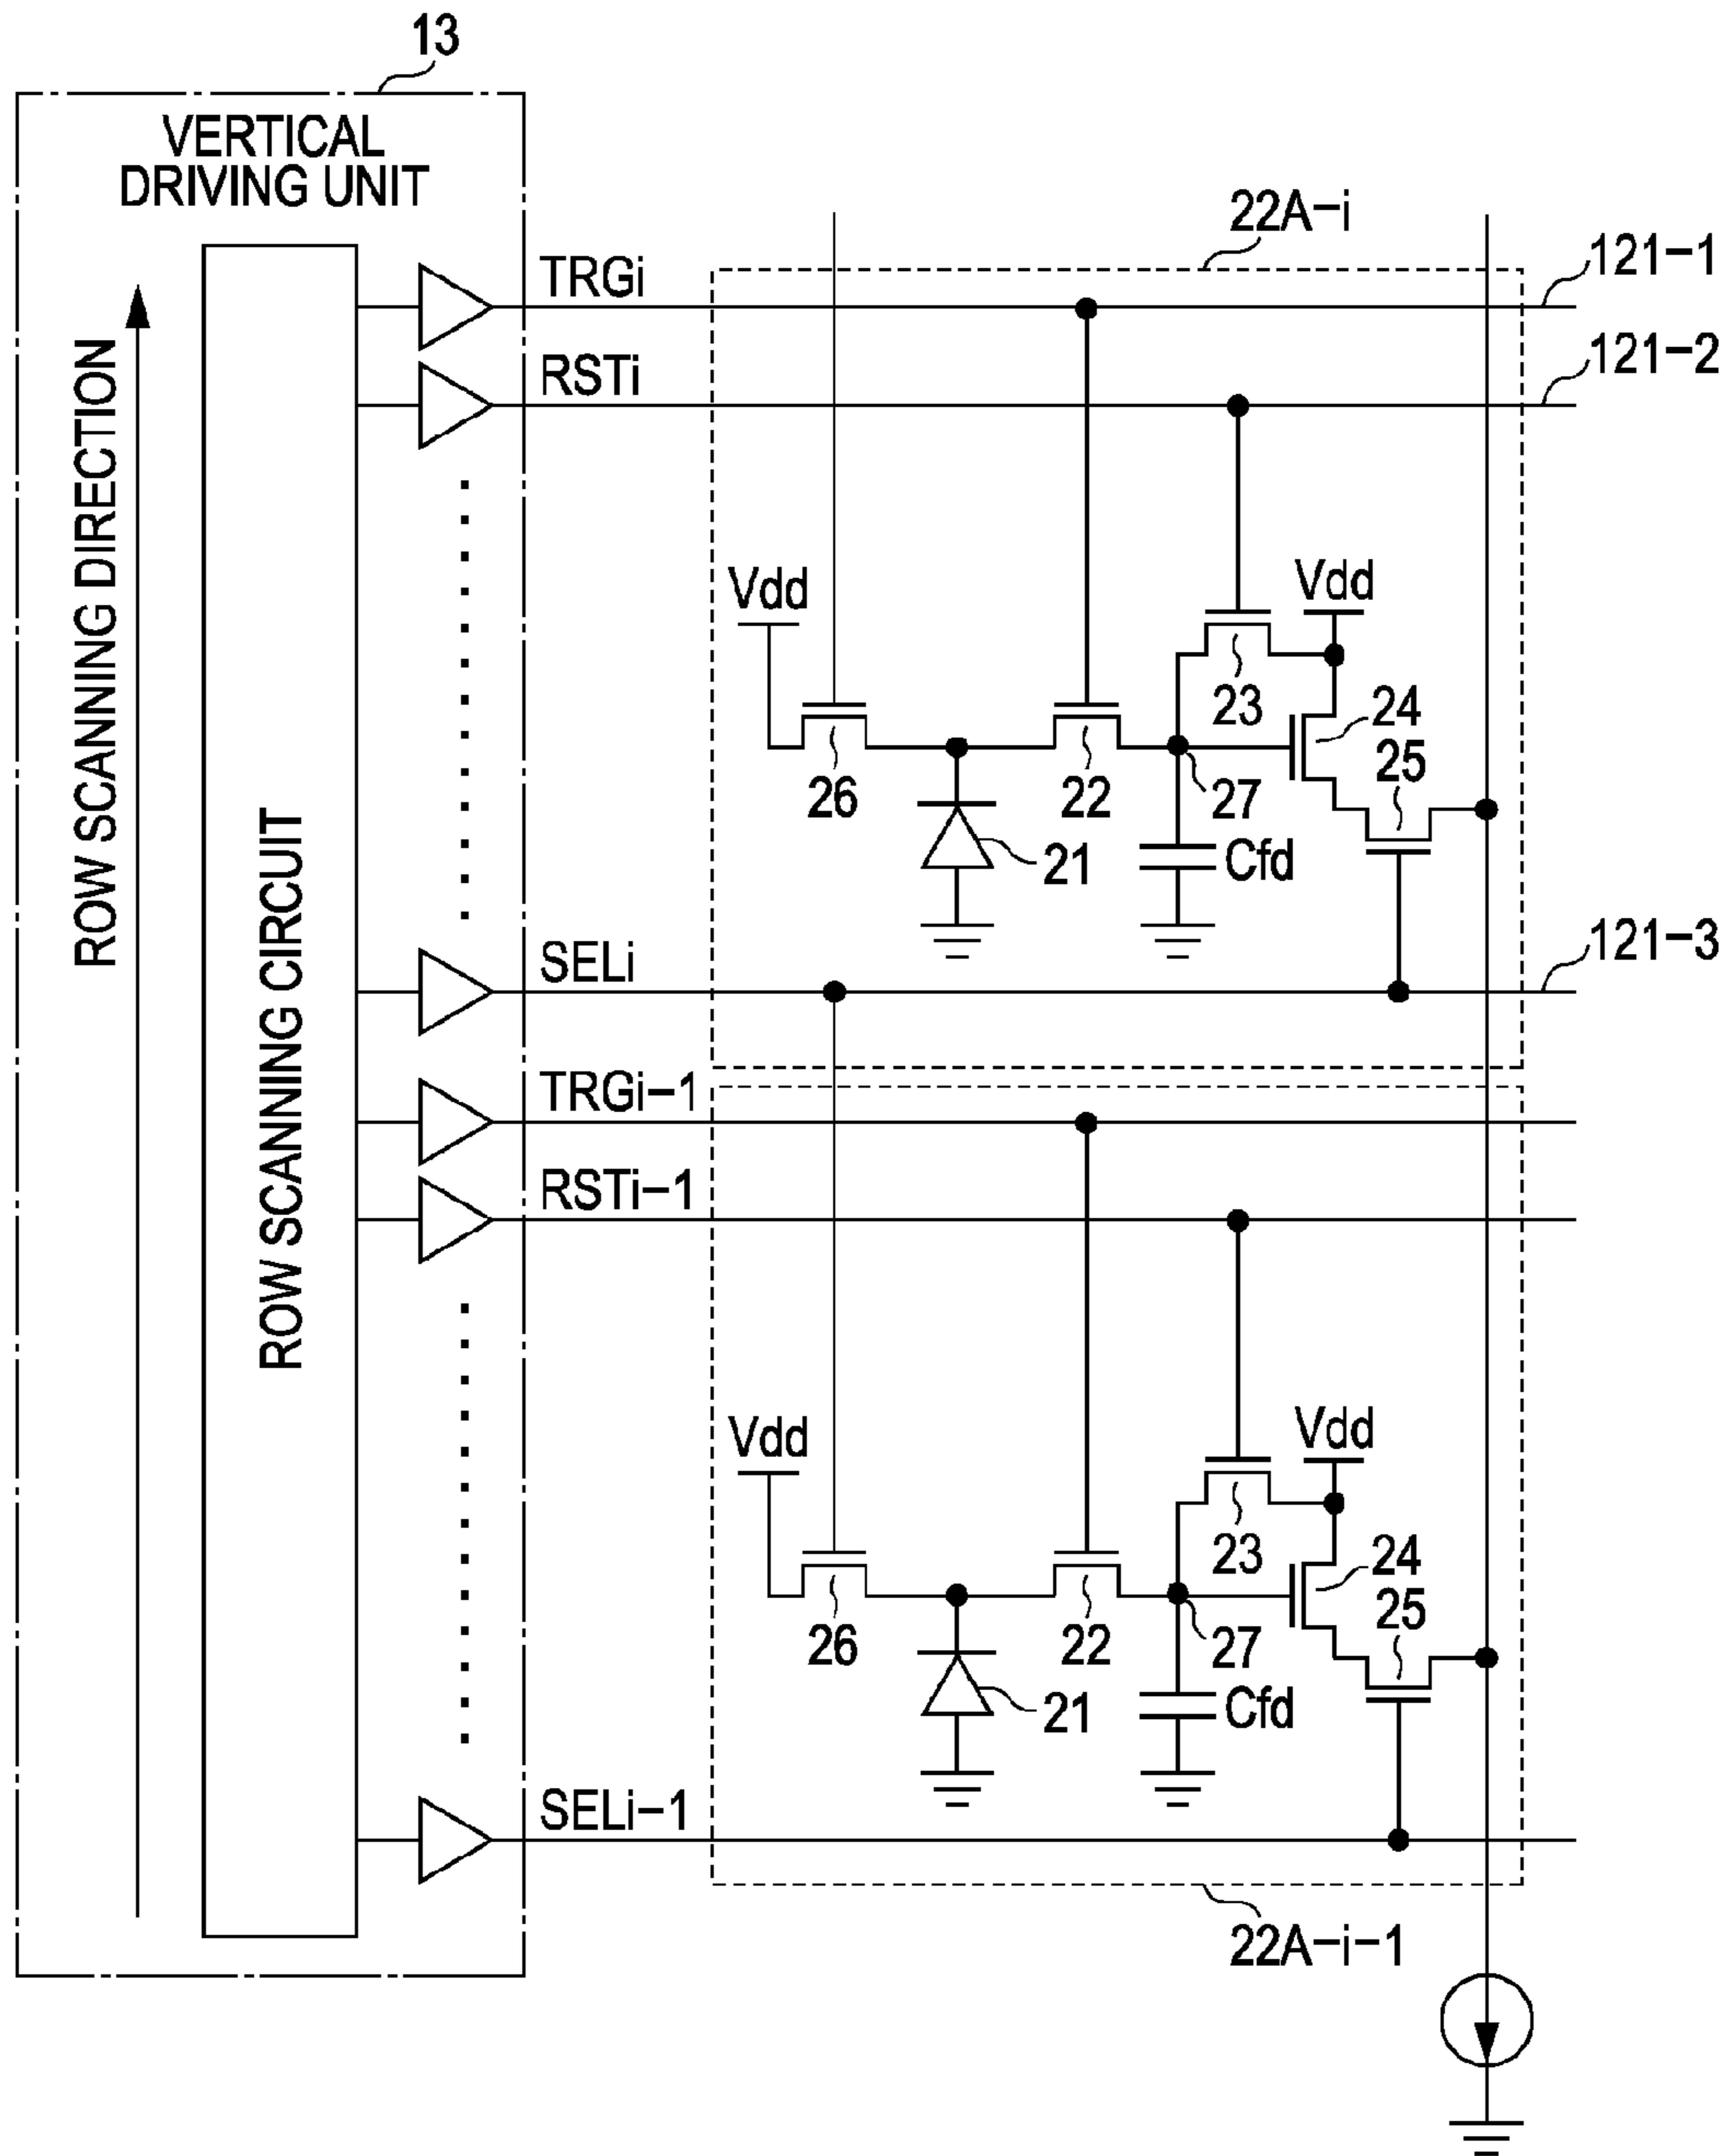 13
VERTICAL
DRIVING UNIT
ROW SCANNING DIRECTION
ROW SCANNING CIRCUIT
22A-i
TRGi
121-1
RSTi
121-2
Vdd
Vdd
23
24
25
26
22
27
21
Cfd
SELi
121-3
TRGi-1
RSTi-1
Vdd
Vdd
23
24
25
26
22
27
21
Cfd
SELi-1
22A-i-1